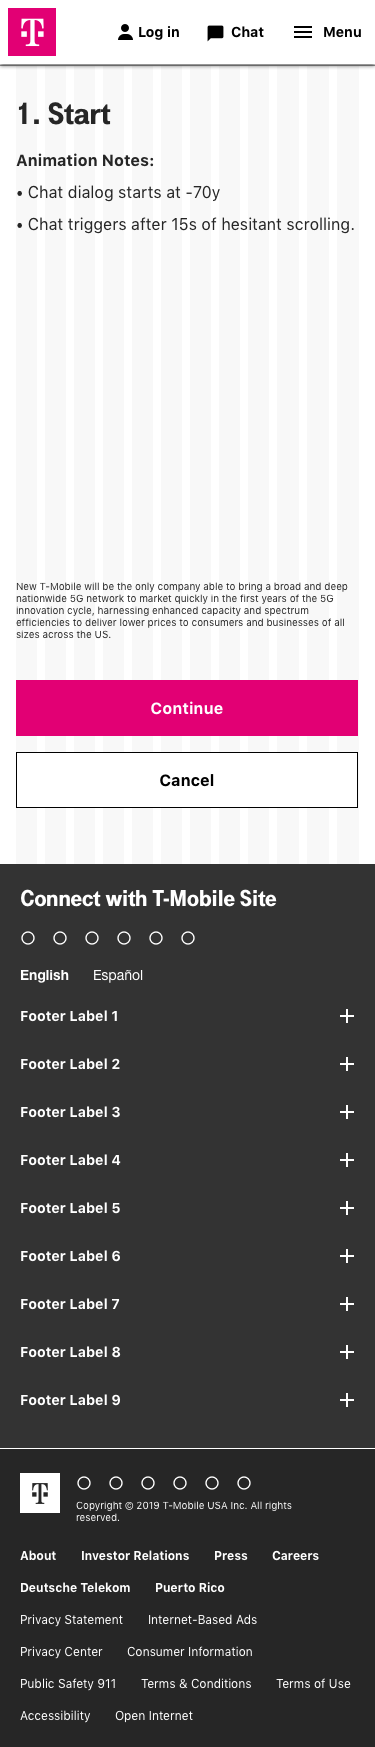 T Log in Chat Menu
1. Start
Animation Notes:
• Chat dialog starts at -70y
• Chat triggers after 15s of hesitant scrolling.
New T-Mobile will be the only company able to bring a broad and deep
nationwide 5G network to market quickly in the first years of the 5G
innovation cycle, harnessing enhanced capacity and spectrum
efficiencies to deliver lower prices to consumers and businesses of all
sizes across the US.
Continue
Cancel
Connect with T-Mobile Site
English Español
Footer Label 1
Footer Label 2
Footer Label 3
Footer Label 4
Footer Label 5
Footer Label 6
Footer Label 7
Footer Label 8
Footer Label 9
T
Copyright © 2019 T-Mobile USA Inc. All rights
reserved.
About Investor Relations Press Careers
Deutsche Telekom Puerto Rico
Privacy Statement Internet-Based Ads
Privacy Center Consumer Information
Public Safety 911 Terms & Conditions Terms of Use
Accessibility Open Internet